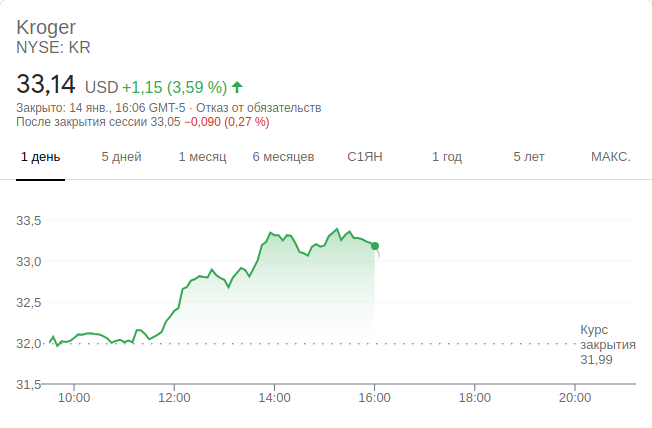 Kroger
NYSE: KR
33,14 USD +1,15 (3,59 %)
Закрыто: 14 янв., 16:06 GMT-5 · Отказ от обязательств
После закрытия сессии 33,05 −0,090 (0,27 %)
1 день 5 дней 1 месяц 6 месяцев С1ЯН 1 год 5 лет МАКС.
33,5
33,0
32,5
32,0
31,5
Курс
закрытия
31,99
10:00 12:00 14:00 16:00 18:00 20:00